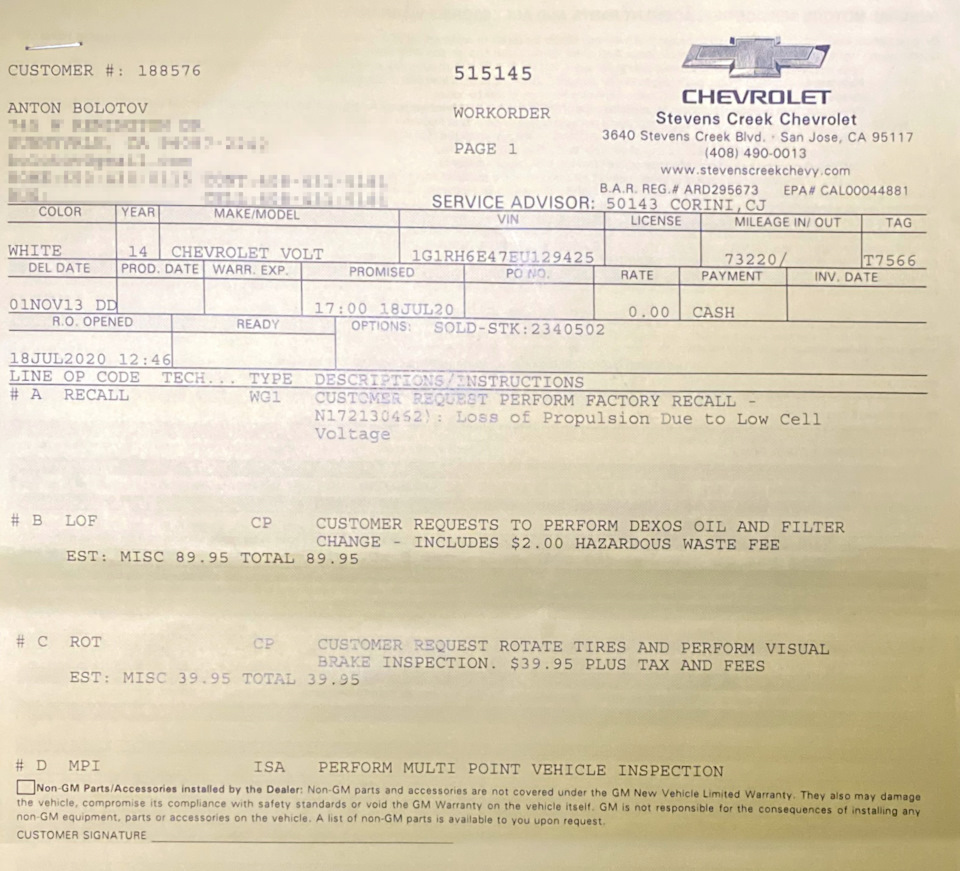 CUSTOMER #: 188576
515145
CHEVROLET
ANTON BOLOTOV
WORKORDER
Stevens Creek Chevrolet
3640 Stevens Creek Blvd. · San Jose, CA 95117
PAGE 1
(408) 490-0013
www.stevenscreekchevy.com
B.A.R. REG.# ARD295673 EPA# CAL00044881
SERVICE ADVISOR: 50143 CORINI,CJ
COLOR YEAR MAKE/MODEL VIN LICENSE MILEAGE IN/ OUT TAG
WHITE 14 CHEVROLET VOLT 1G1RH6E47EU129425 73220/ T7566
DEL DATE PROD. DATE WARR. EXP. PROMISED PO NO. RATE PAYMENT INV. DATE
01NOV13 DD 17:00 18JUL20 0.00 CASH
R.O. OPENED READY OPTIONS: SOLD-STK:2340502
18JUL2020 12:46
LINE OP CODE TECH... TYPE DESCRIPTIONS/INSTRUCTIONS
# A RECALL WG1 CUSTOMER REQUEST PERFORM FACTORY RECALL -
N172130462): Loss of Propulsion Due to Low Cell
Voltage
# B LOF CP CUSTOMER REQUESTS TO PERFORM DEXOS OIL AND FILTER
CHANGE - INCLUDES $2.00 HAZARDOUS WASTE FEE
EST: MISC 89.95 TOTAL 89.95
# C ROT CP CUSTOMER REQUEST ROTATE TIRES AND PERFORM VISUAL
BRAKE INSPECTION. $39.95 PLUS TAX AND FEES
EST: MISC 39.95 TOTAL 39.95
# D MPI ISA PERFORM MULTI POINT VEHICLE INSPECTION
Non-GM Parts/Accessories installed by the Dealer: Non-GM parts and accessories are not covered under the GM New Vehicle Limited Warranty. They also may damage
the vehicle, compromise its compliance with safety standards or void the GM Warranty on the vehicle itself. GM is not responsible for the consequences of installing any
non-GM equipment, parts or accessories on the vehicle. A list of non-GM parts is available to you upon request.
CUSTOMER SIGNATURE